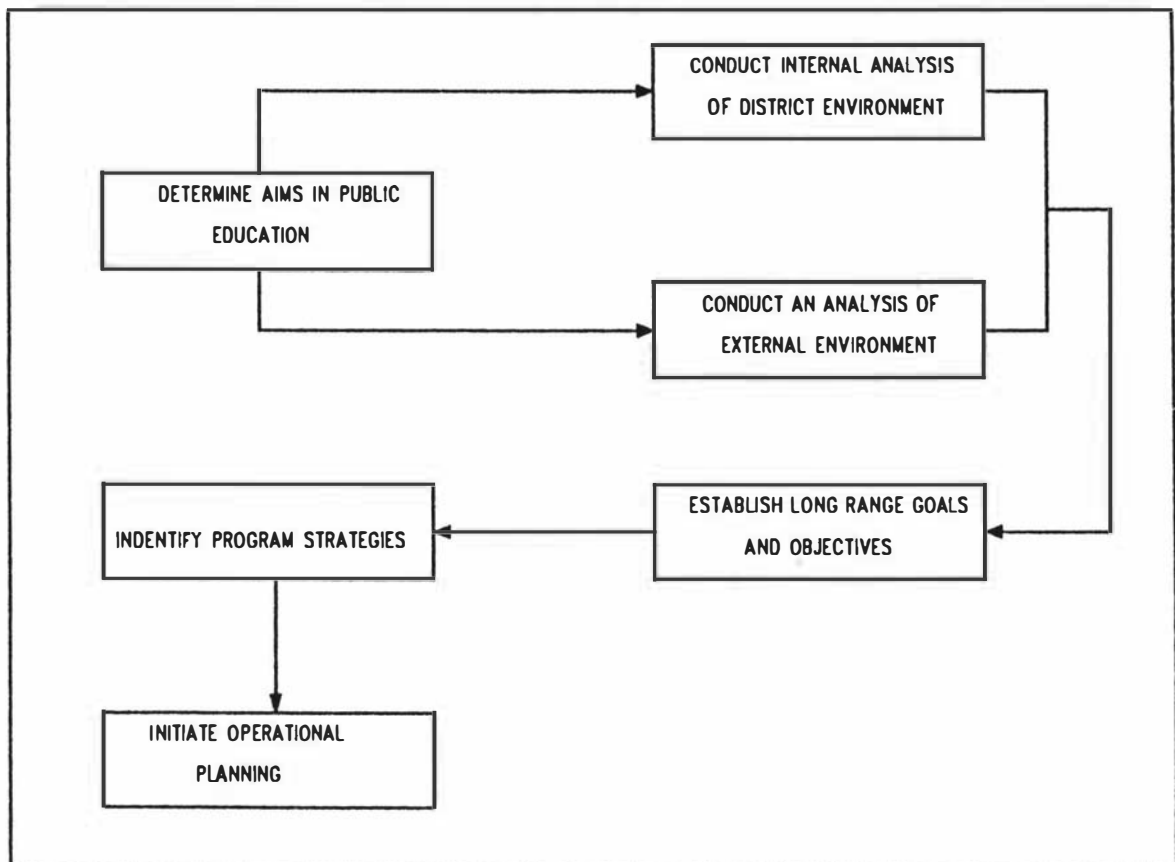 CONDUCT INTERNAL ANALYSIS
OF DISTRICT ENVIRONMENT
DETERMINE AIMS IN PUBLIC
EDUCATION
CONDUCT AN ANALYSIS OF
EXTERNAL ENVIRONMENT
ESTABLISH LONG RANGE GOALS
AND OBJECTIVES
INDENTIFY PROGRAM STRATEGIES
INITIATE OPERATIONAL
PLANNING